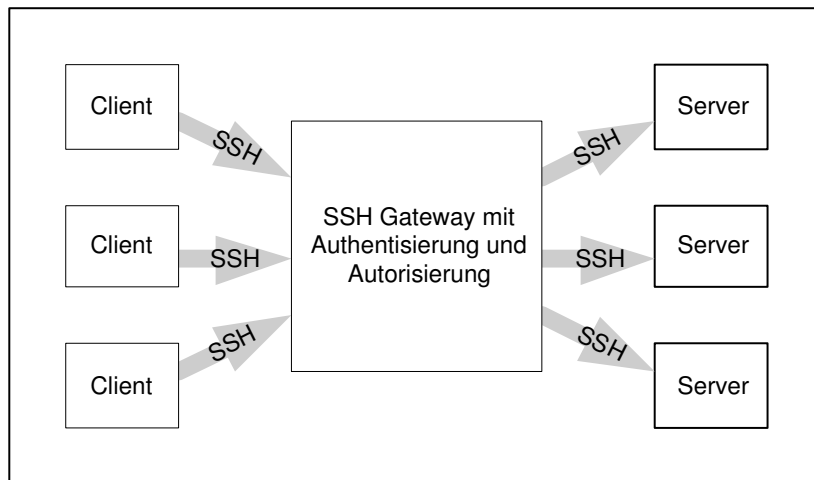 Client
SSH
Server
SSH
Client
SSH
SSH Gateway mit
Authentisierung und
Autorisierung
SSH
Server
Client
SSH
SSH
Server